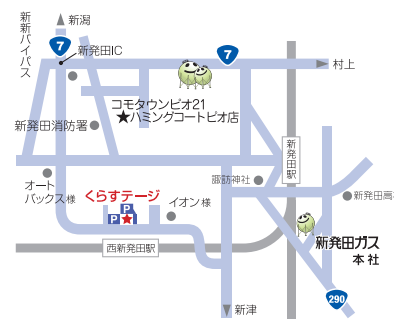 新潟
新新バイパス
7
新発田IC
7
村上
コモタウンピオ21
★ハミングコートピオ店
新発田消防署
新発田駅
オート
バックス様
くらすテージ
P
P
イオン様
諏訪神社
新発田高
新発田ガス
本社
西新発田駅
290
新津